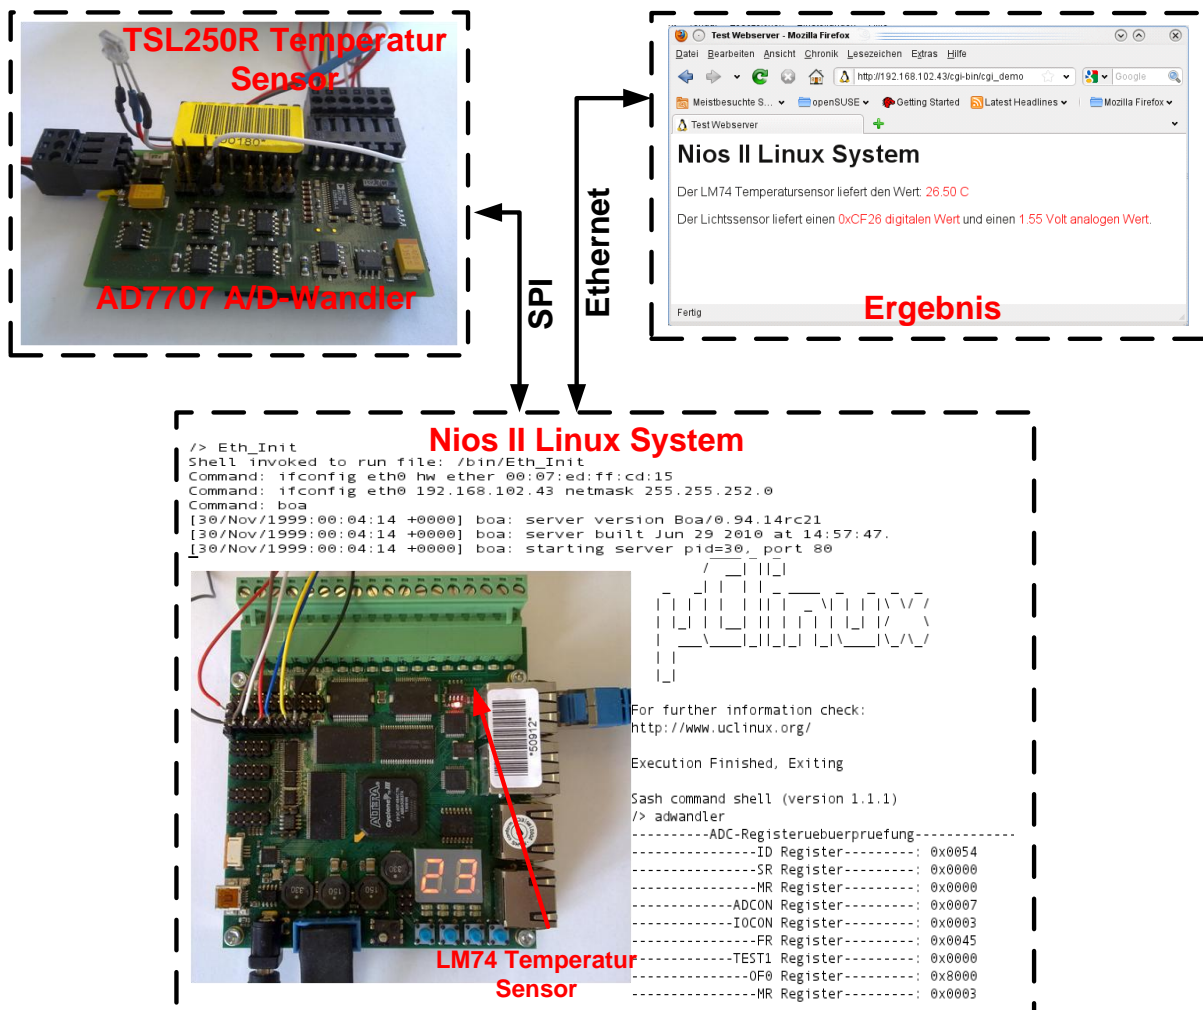 TSL250R Temperatur
Sensor
00180*
AD7707 A/D-Wandler
SPI
Ethernet
Test Webserver - Mozilla Firefox
Datei Bearbeiten Ansicht Chronik Lesezeichen Extras Hilfe
http://192.168.102.43/cgi-bin/cgi_demo
Google
Meistbesuchte S... openSUSE Getting Started Latest Headlines Mozilla Firefox
Test Webserver
Nios II Linux System
Der LM74 Temperatursensor liefert den Wert: 26.50 C
Der Lichtssensor liefert einen 0xCF26 digitalen Wert und einen 1.55 Volt analogen Wert.
Fertig
Ergebnis
Nios II Linux System
/> Eth_Init
Shell invoked to run file: /bin/Eth_Init
Command: ifconfig eth0 hw ether 00:07:ed:ff:cd:15
Command: ifconfig eth0 192.168.102.43 netmask 255.255.252.0
Command: boa
[30/Nov/1999:00:04:14 +0000] boa: server version Boa/0.94.14rc21
[30/Nov/1999:00:04:14 +0000] boa: server built Jun 29 2010 at 14:57:47.
[30/Nov/1999:00:04:14 +0000] boa: starting server pid=30, port 80
*50912*
ALTERA
Cyclone III
330
150
150
330
23
LM74 Temperatur
Sensor
For further information check:
http://www.uclinux.org/
Execution Finished, Exiting
Sash command shell (version 1.1.1)
/> adwandler
----------ADC-Registeruebuerpruefung-------------
----------------ID Register---------: 0x0054
----------------SR Register---------: 0x0000
----------------MR Register---------: 0x0000
-------------ADCON Register---------: 0x0007
-------------IOCON Register---------: 0x0003
----------------FR Register---------: 0x0045
-------------TEST1 Register---------: 0x0000
---------------OF0 Register---------: 0x8000
----------------MR Register---------: 0x0003